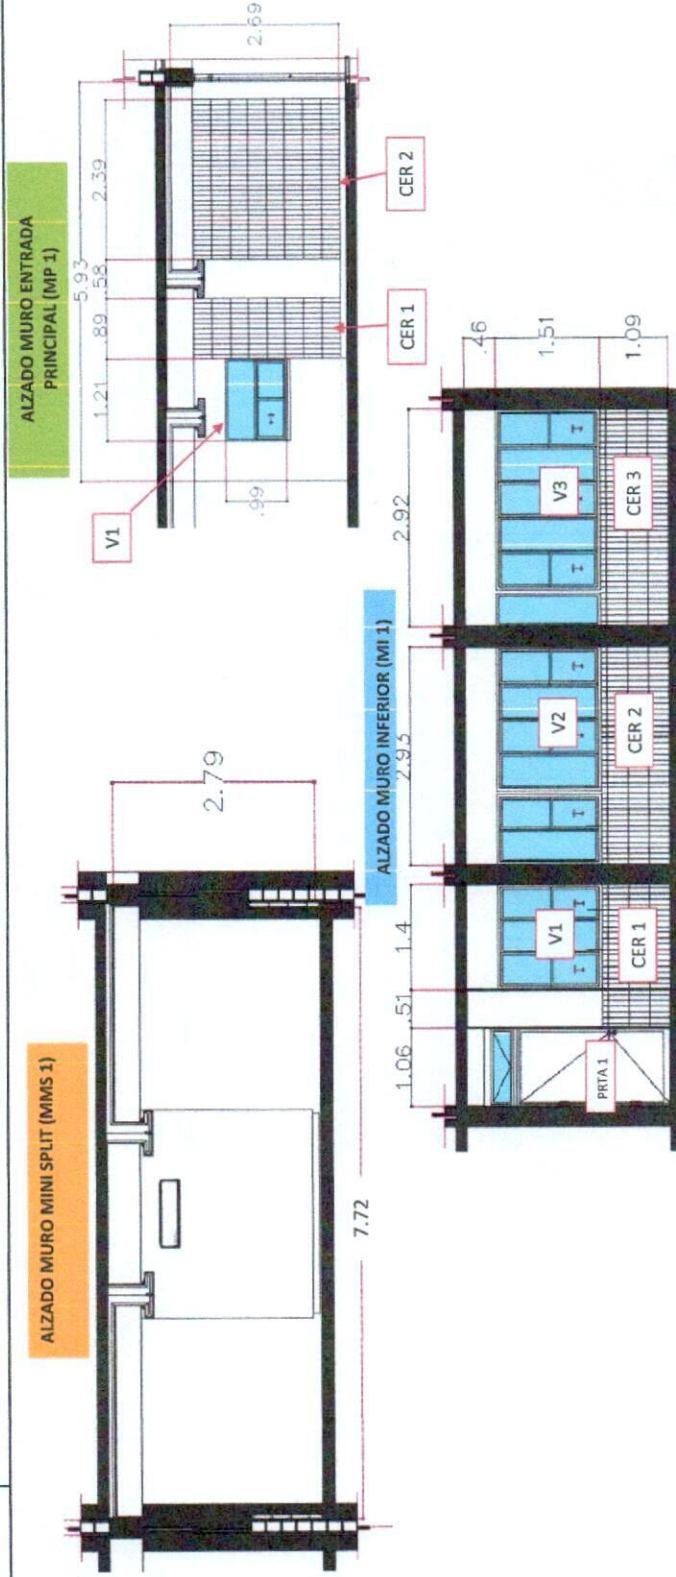 ALZADO MURO MINI SPLIT (MMS 1)
2.79
7.72
ALZADO MURO ENTRADA
PRINCIPAL (MP 1)
5.93
1.21
.89
.58
2.39
2.69
.99
V1
CER 1
CER 2
ALZADO MURO INFERIOR (MI 1)
1.06
.51
1.4
2.93
2.92
.46
1.51
1.09
V1
V2
V3
PRTA 1
CER 1
CER 2
CER 3